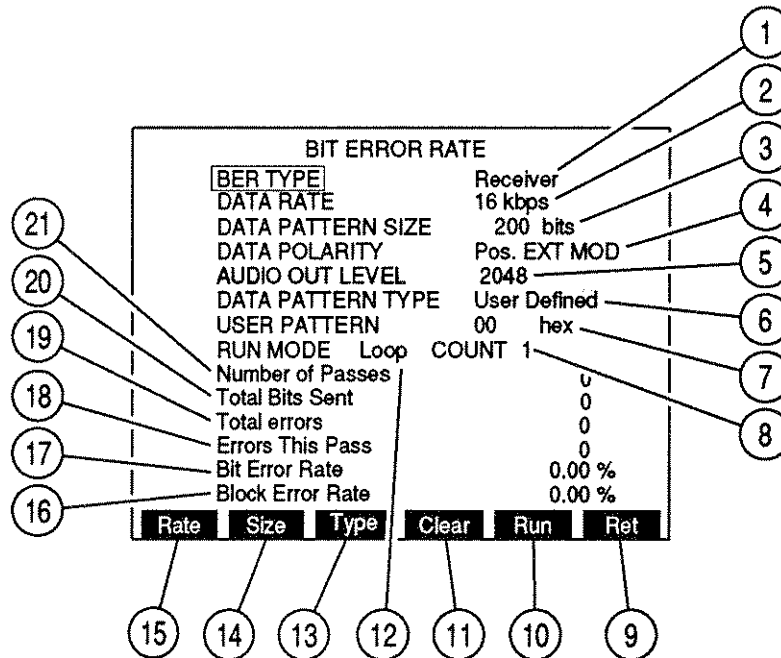 BIT ERROR RATE
BER TYPE Receiver
DATA RATE 16 kbps
DATA PATTERN SIZE 200 bits
DATA POLARITY Pos. EXT MOD
AUDIO OUT LEVEL 2048
DATA PATTERN TYPE User Defined
USER PATTERN 00 hex
RUN MODE Loop COUNT 1
Number of Passes 0
Total Bits Sent 0
Total errors 0
Errors This Pass 0
Bit Error Rate 0.00 %
Block Error Rate 0.00 %
Rate Size Type Clear Run Ret
1
2
3
4
5
6
7
8
9
10
11
12
13
14
15
16
17
18
19
20
21